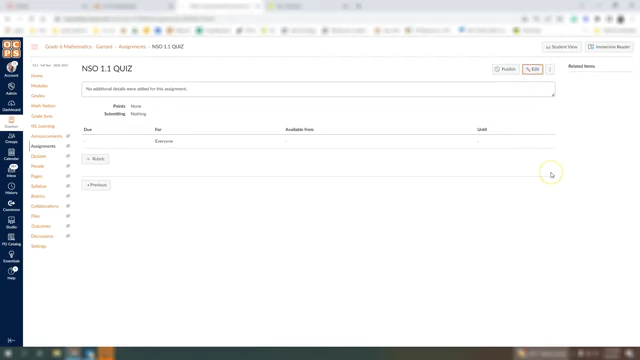 OCPS
Account
Admin
Dashboard
Courses
Groups
Calendar
Inbox
History
Commons
Studio
PD Catalog
Essentials
Help
Grade 6 Mathematics - Garnett › Assignments › NSO 1.1 QUIZ
Student View
Immersive Reader
Home
Modules
Grades
Math Nation
Grade Sync
Announcements
Assignments
Quizzes
People
Pages
Syllabus
Rubrics
Collaborations
Files
Outcomes
Discussions
Settings
NSO 1.1 QUIZ
Publish
Edit
Related Items
No additional details were added for this assignment.
Points None
Submitting Nothing
Due For Available from Until
- Everyone - -
+ Rubric
◂ Previous